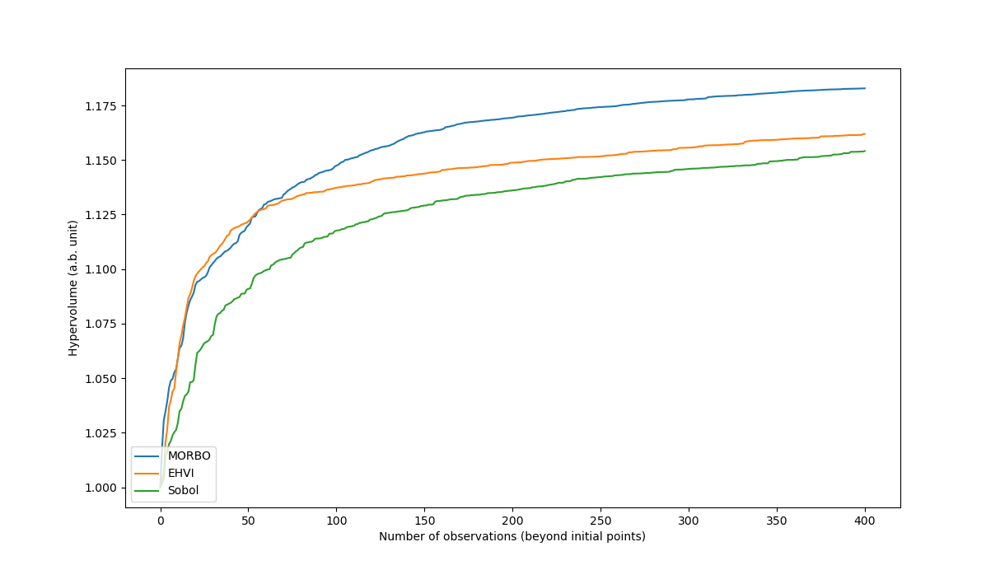 1.175
1.150
1.125
1.100
1.075
1.050
1.025
1.000
Hypervolume (a.b. unit)
MORBO
EHVI
Sobol
0 50 100 150 200 250 300 350 400
Number of observations (beyond initial points)